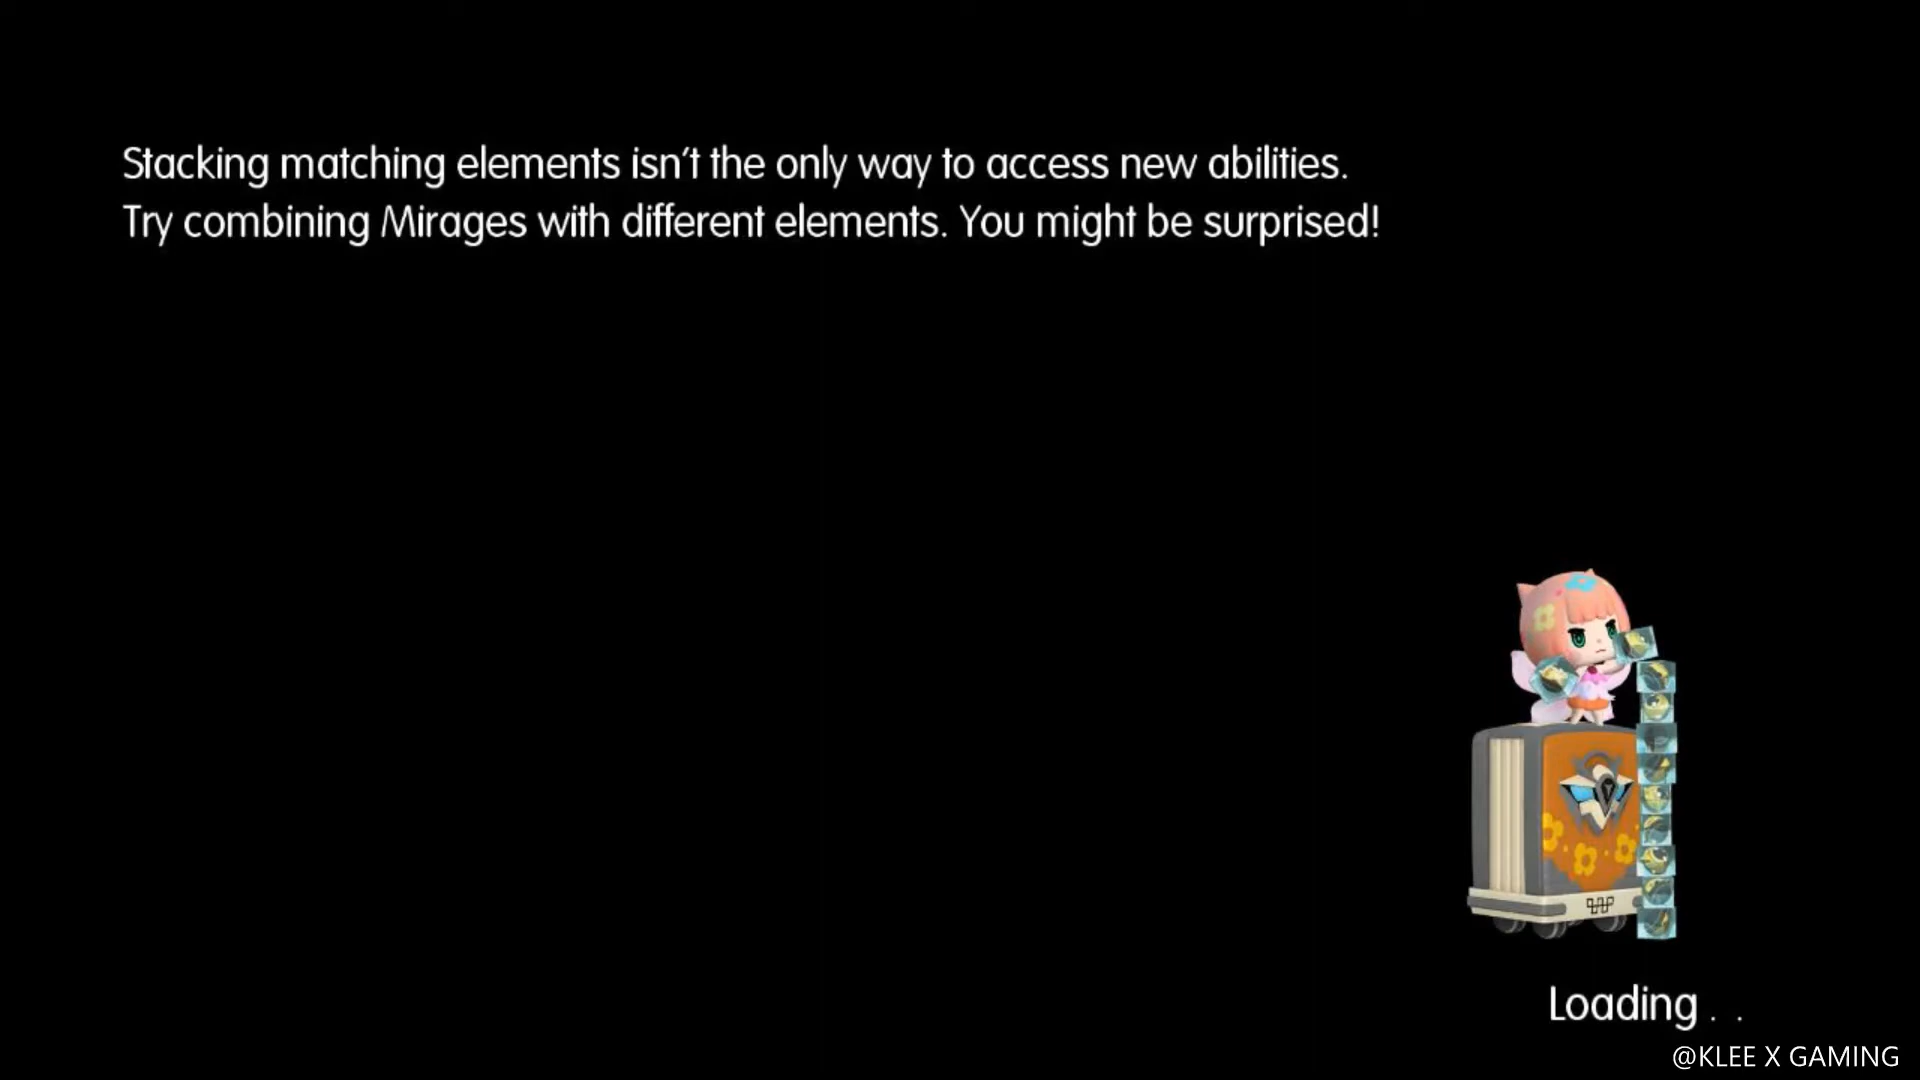 Stacking matching elements isn't the only way to access new abilities.
Try combining Mirages with different elements. You might be surprised!
Loading . .
@KLEE X GAMING